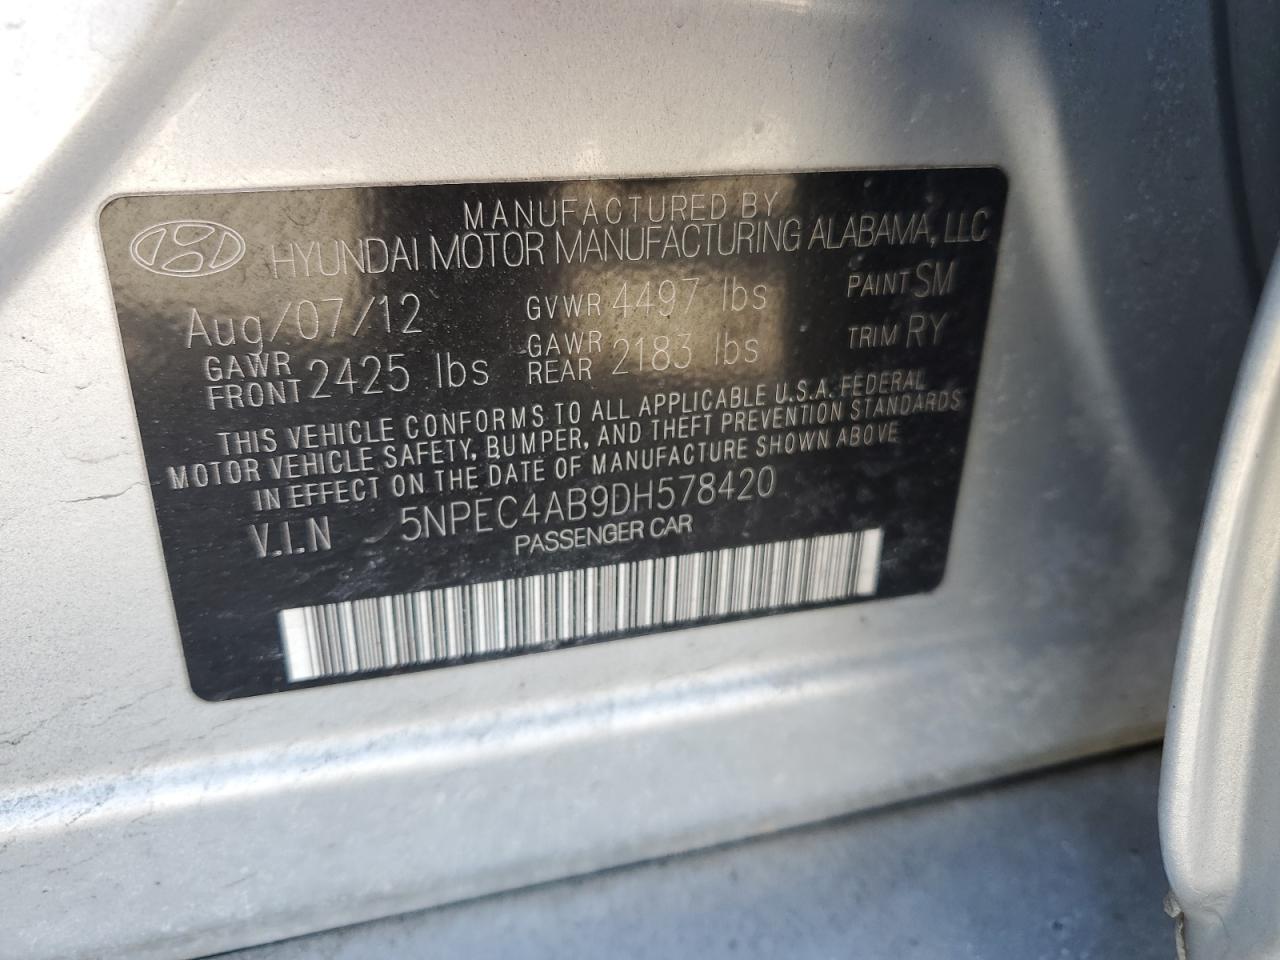 MANUFACTURED BY
HYUNDAI MOTOR MANUFACTURING ALABAMA, LLC
Aug/07/12 GVWR 4497 lbs PAINT SM
GAWR FRONT 2425 lbs GAWR REAR 2183 lbs TRIM RY
THIS VEHICLE CONFORMS TO ALL APPLICABLE U.S.A. FEDERAL
MOTOR VEHICLE SAFETY, BUMPER, AND THEFT PREVENTION STANDARDS
IN EFFECT ON THE DATE OF MANUFACTURE SHOWN ABOVE
V.I.N 5NPEC4AB9DH578420
PASSENGER CAR